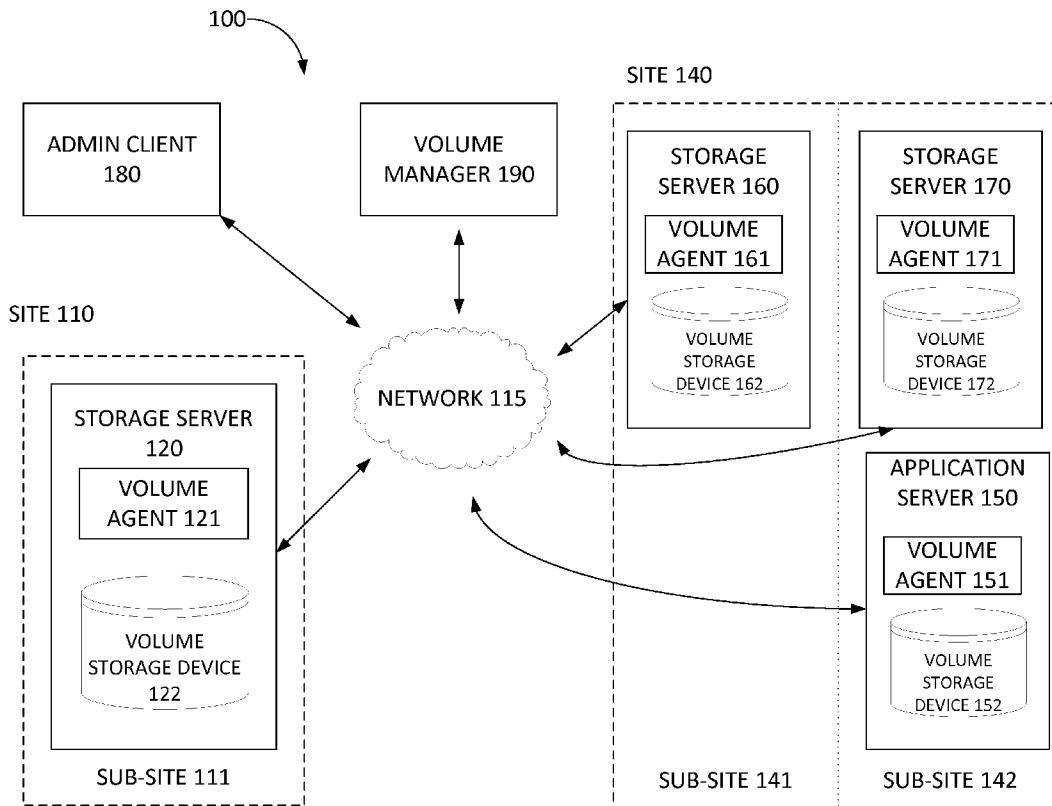 100
SITE 140
ADMIN CLIENT
180
VOLUME
MANAGER 190
STORAGE
SERVER 160
VOLUME
AGENT 161
VOLUME
STORAGE
DEVICE 162
STORAGE
SERVER 170
VOLUME
AGENT 171
VOLUME
STORAGE
DEVICE 172
SITE 110
NETWORK 115
STORAGE SERVER
120
VOLUME
AGENT 121
VOLUME
STORAGE DEVICE
122
APPLICATION
SERVER 150
VOLUME
AGENT 151
VOLUME
STORAGE
DEVICE 152
SUB-SITE 111
SUB-SITE 141
SUB-SITE 142